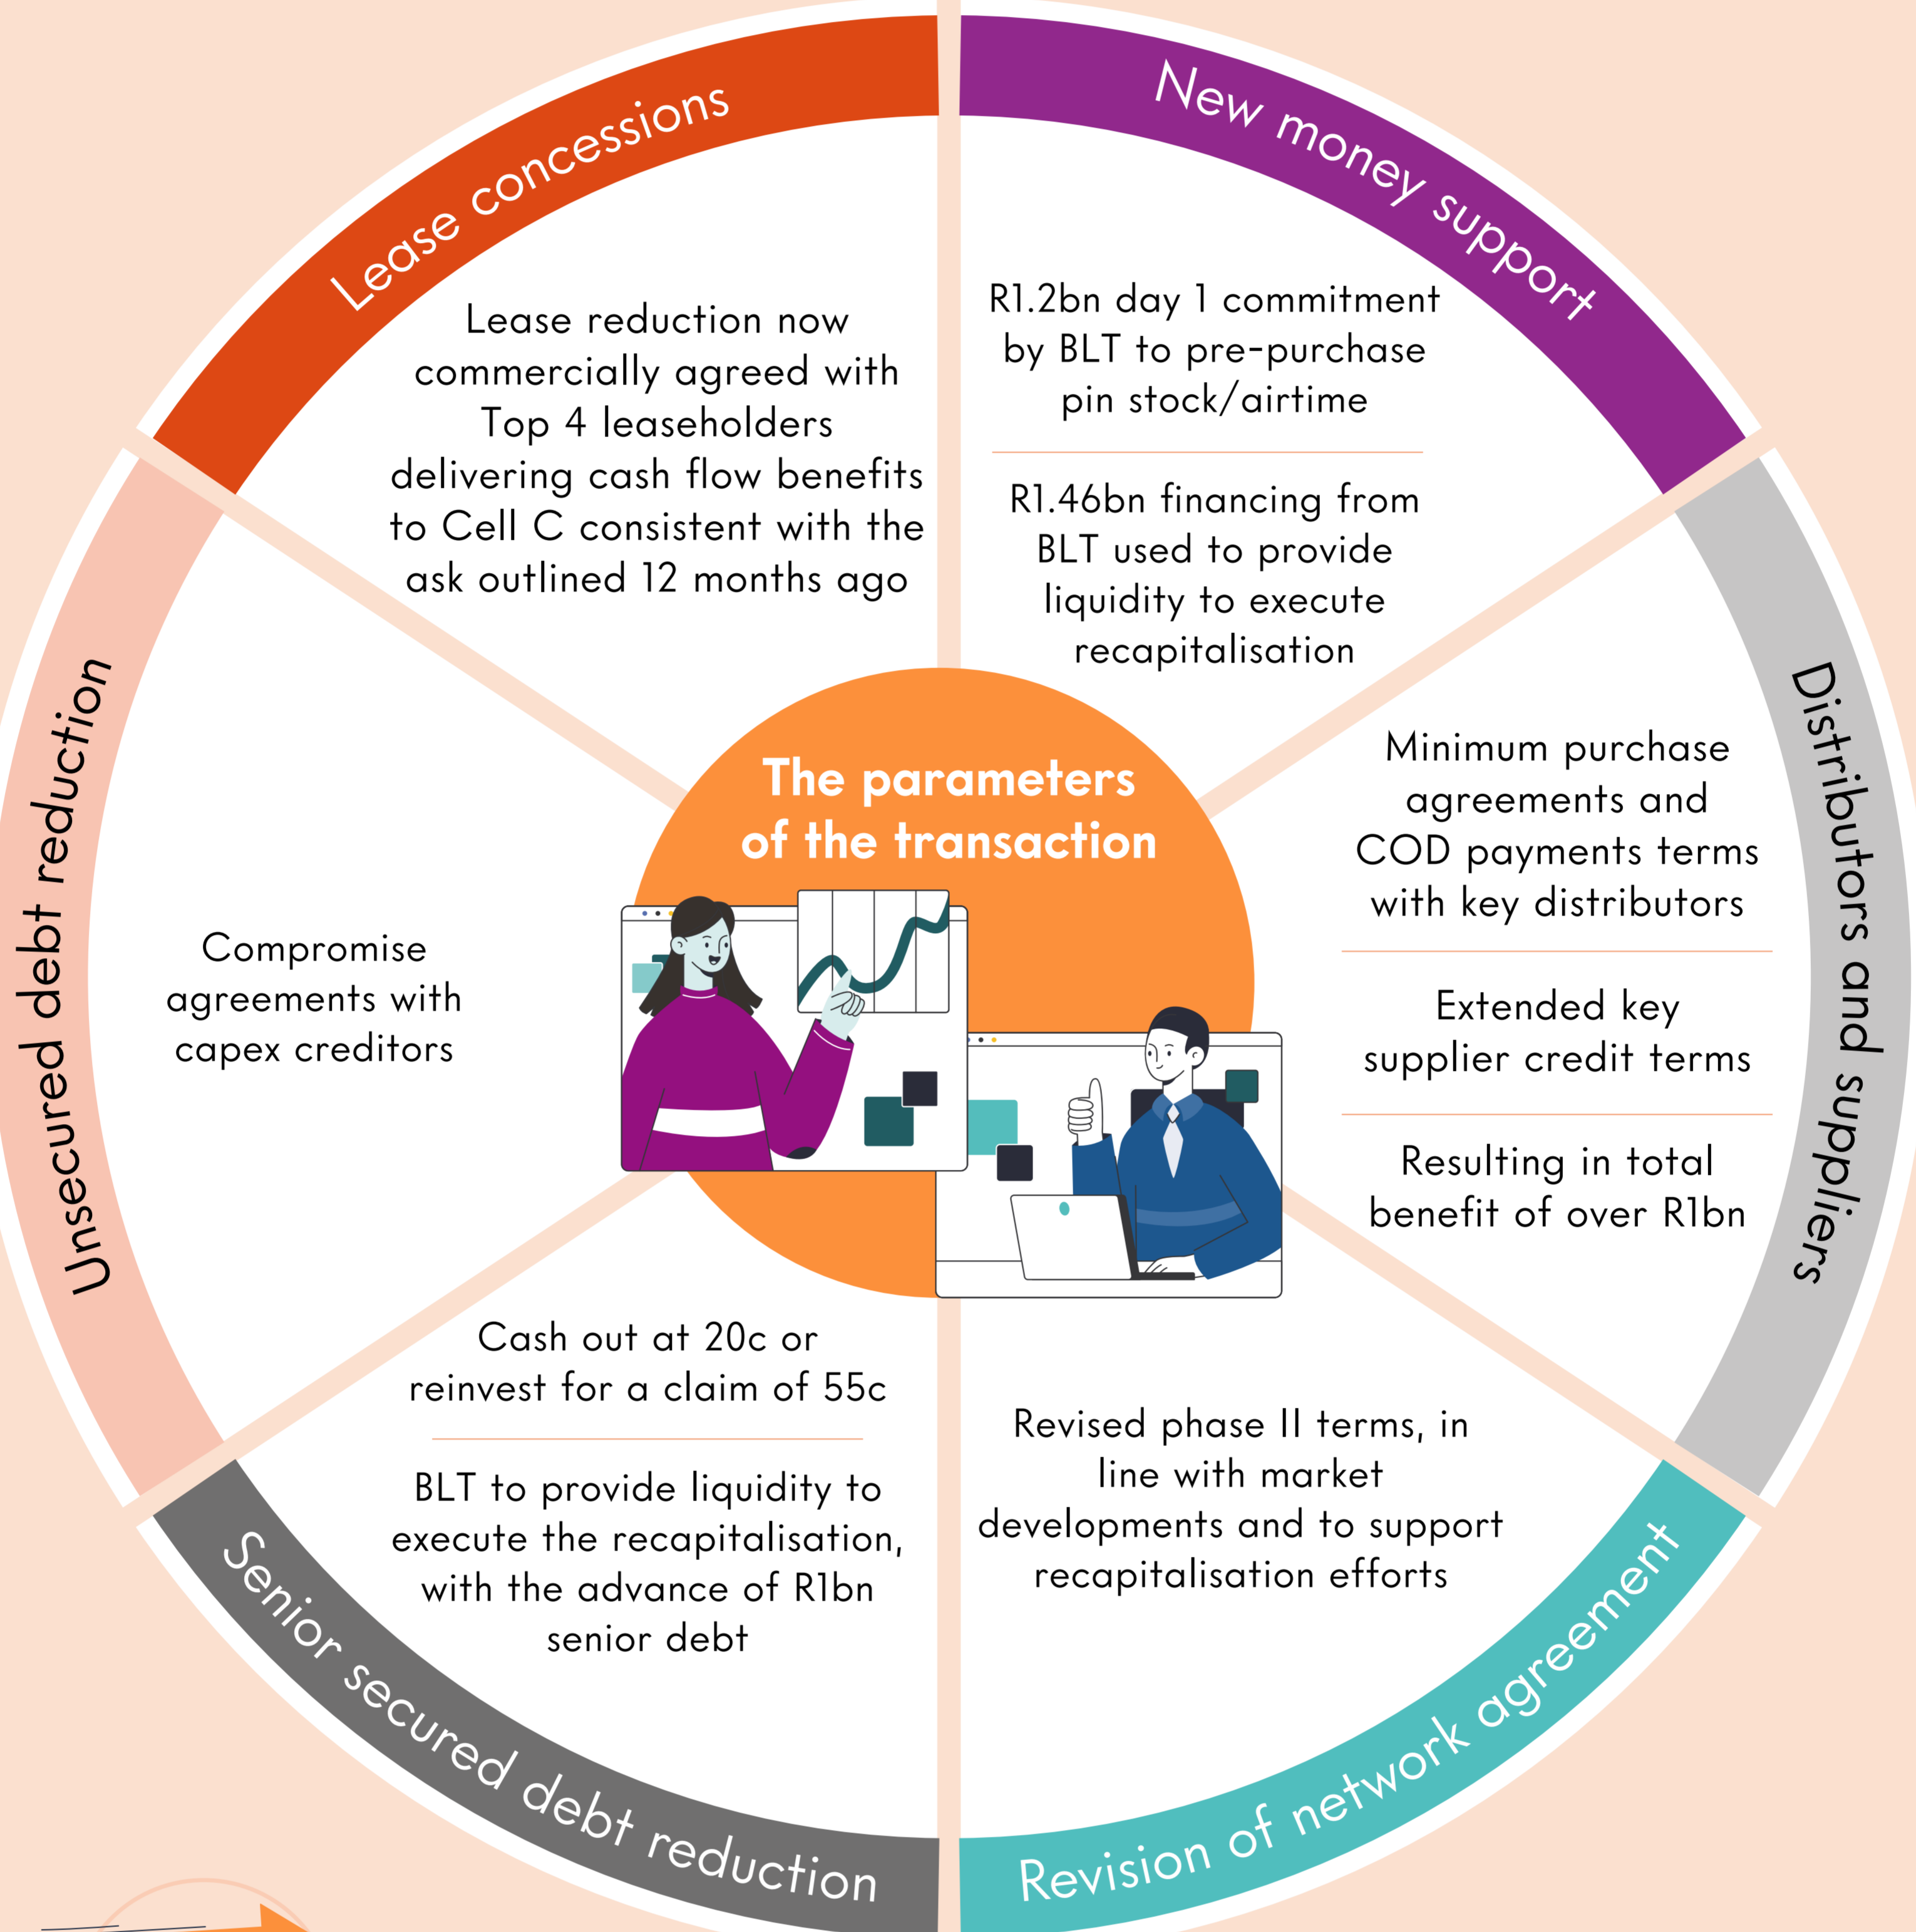 The parameters
of the transaction
Lease concessions
Lease reduction now
commercially agreed with
Top 4 leaseholders
delivering cash flow benefits
to Cell C consistent with the
ask outlined 12 months ago
New money support
R1.2bn day 1 commitment
by BLT to pre-purchase
pin stock/airtime
R1.46bn financing from
BLT used to provide
liquidity to execute
recapitalisation
Distributors and suppliers
Minimum purchase
agreements and
COD payments terms
with key distributors
Extended key
supplier credit terms
Resulting in total
benefit of over R1bn
Revision of network agreement
Revised phase II terms, in
line with market
developments and to support
recapitalisation efforts
Senior secured debt reduction
Cash out at 20c or
reinvest for a claim of 55c
BLT to provide liquidity to
execute the recapitalisation,
with the advance of R1bn
senior debt
Unsecured debt reduction
Compromise
agreements with
capex creditors